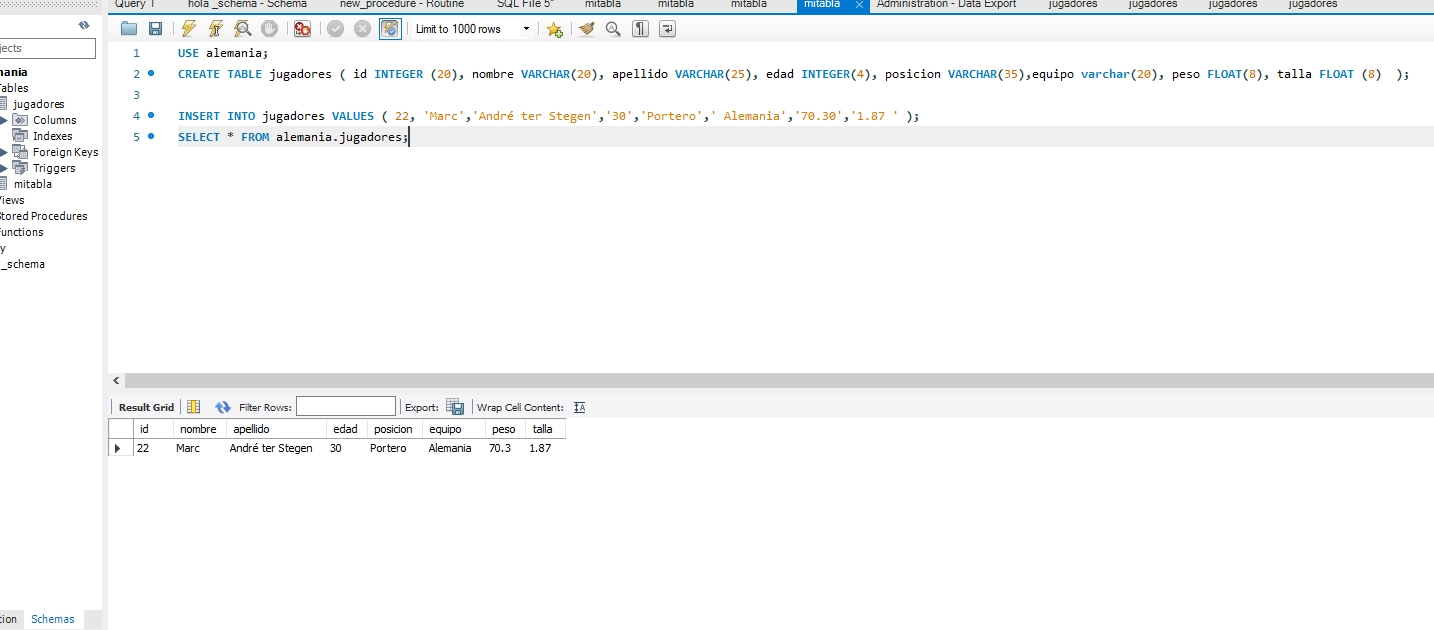 Query 1 hola _schema - Schema new_procedure - Routine SQL File 5* mitabla mitabla mitabla mitabla Administration - Data Export jugadores jugadores jugadores jugadores
Limit to 1000 rows
jects
nania
Tables
jugadores
Columns
Indexes
Foreign Keys
Triggers
mitabla
Views
Stored Procedures
Functions
y
_schema
1 USE alemania;
2 CREATE TABLE jugadores ( id INTEGER (20), nombre VARCHAR(20), apellido VARCHAR(25), edad INTEGER(4), posicion VARCHAR(35),equipo varchar(20), peso FLOAT(8), talla FLOAT (8) );
3
4 INSERT INTO jugadores VALUES ( 22, 'Marc','André ter Stegen','30','Portero',' Alemania','70.30','1.87 ' );
5 SELECT * FROM alemania.jugadores;
Result Grid Filter Rows: Export: Wrap Cell Content:
id nombre apellido edad posicion equipo peso talla
22 Marc André ter Stegen 30 Portero Alemania 70.3 1.87
tion Schemas